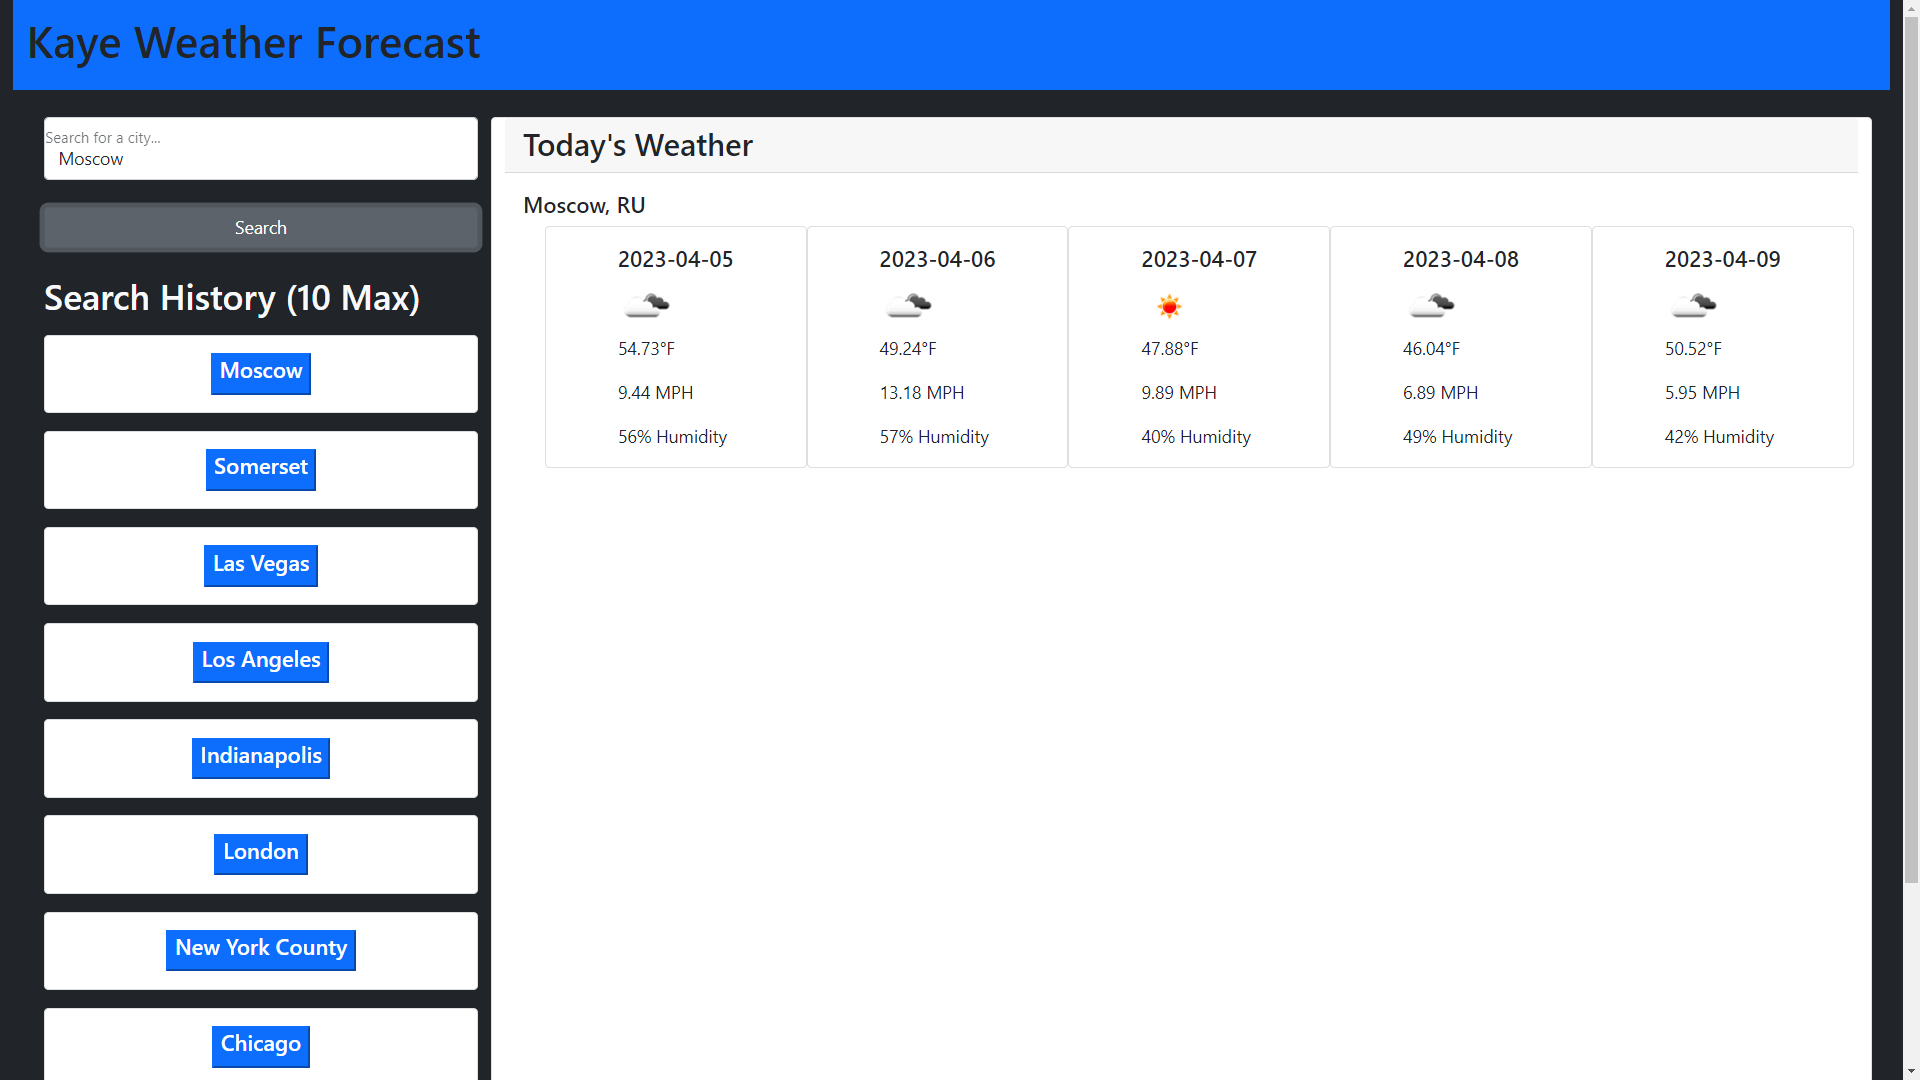 Kaye Weather Forecast
Search for a city...
Moscow
Search
Search History (10 Max)
Moscow
Somerset
Las Vegas
Los Angeles
Indianapolis
London
New York County
Chicago
Today's Weather
Moscow, RU
2023-04-05
54.73°F
9.44 MPH
56% Humidity
2023-04-06
49.24°F
13.18 MPH
57% Humidity
2023-04-07
47.88°F
9.89 MPH
40% Humidity
2023-04-08
46.04°F
6.89 MPH
49% Humidity
2023-04-09
50.52°F
5.95 MPH
42% Humidity